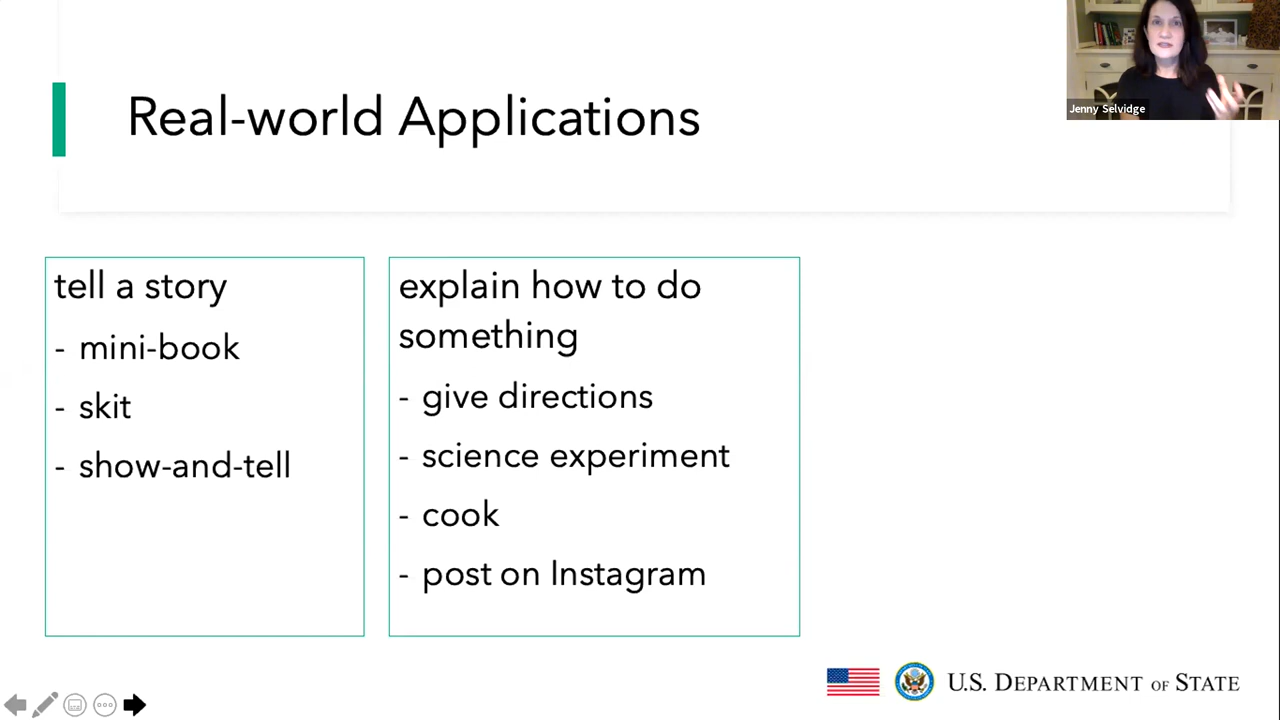 Real-world Applications
Jenny Selvidge
tell a story
- mini-book
- skit
- show-and-tell
explain how to do
something
- give directions
- science experiment
- cook
- post on Instagram
U.S. DEPARTMENT OF STATE